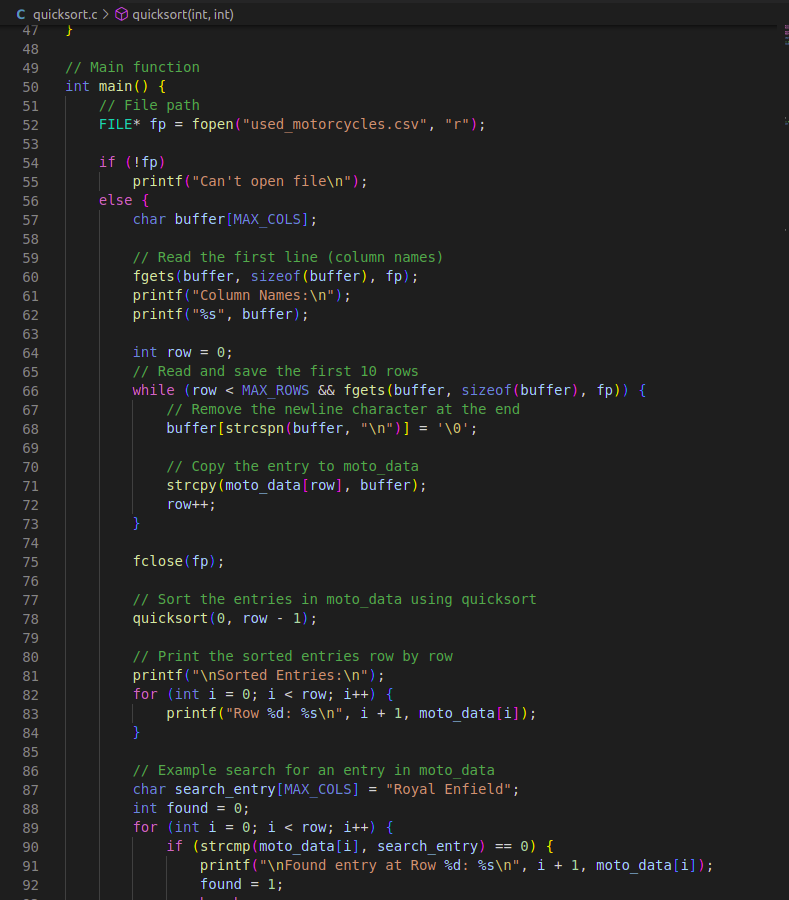 C quicksort.c > quicksort(int, int)
47 }
48
49 // Main function
50 int main() {
51 // File path
52 FILE* fp = fopen("used_motorcycles.csv", "r");
53
54 if (!fp)
55 printf("Can't open file\n");
56 else {
57 char buffer[MAX_COLS];
58
59 // Read the first line (column names)
60 fgets(buffer, sizeof(buffer), fp);
61 printf("Column Names:\n");
62 printf("%s", buffer);
63
64 int row = 0;
65 // Read and save the first 10 rows
66 while (row < MAX_ROWS && fgets(buffer, sizeof(buffer), fp)) {
67 // Remove the newline character at the end
68 buffer[strcspn(buffer, "\n")] = '\0';
69
70 // Copy the entry to moto_data
71 strcpy(moto_data[row], buffer);
72 row++;
73 }
74
75 fclose(fp);
76
77 // Sort the entries in moto_data using quicksort
78 quicksort(0, row - 1);
79
80 // Print the sorted entries row by row
81 printf("\nSorted Entries:\n");
82 for (int i = 0; i < row; i++) {
83 printf("Row %d: %s\n", i + 1, moto_data[i]);
84 }
85
86 // Example search for an entry in moto_data
87 char search_entry[MAX_COLS] = "Royal Enfield";
88 int found = 0;
89 for (int i = 0; i < row; i++) {
90 if (strcmp(moto_data[i], search_entry) == 0) {
91 printf("\nFound entry at Row %d: %s\n", i + 1, moto_data[i]);
92 found = 1;